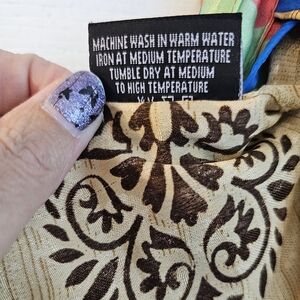 MACHINE WASH IN WARM WATER
IRON AT MEDIUM TEMPERATURE
TUMBLE DRY AT MEDIUM
TO HIGH TEMPERATURE